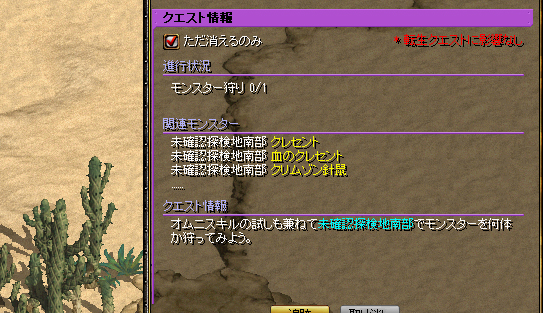 クエスト情報
ただ消えるのみ
* 転生クエストに影響なし
進行状況
モンスター狩り 0/1
関連モンスター
未確認探検地南部 クレセント
未確認探検地南部 血のクレセント
未確認探検地南部 クリムゾン針鼠
......
クエスト情報
オムニスキルの試しも兼ねて未確認探検地南部でモンスターを何体
か狩ってみよう。